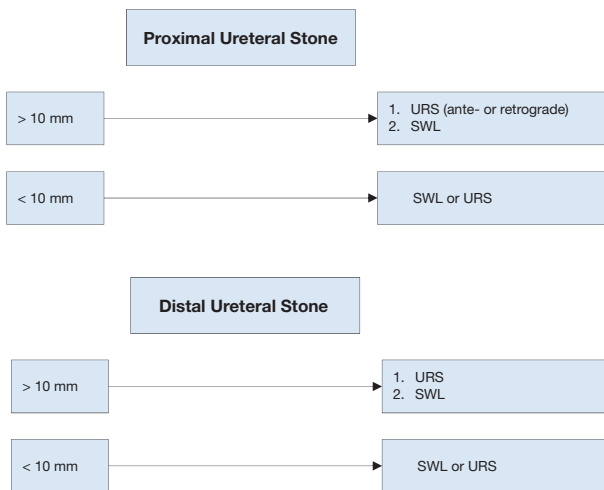 Proximal Ureteral Stone
> 10 mm
1. URS (ante- or retrograde)
2. SWL
< 10 mm
SWL or URS
Distal Ureteral Stone
> 10 mm
1. URS
2. SWL
< 10 mm
SWL or URS